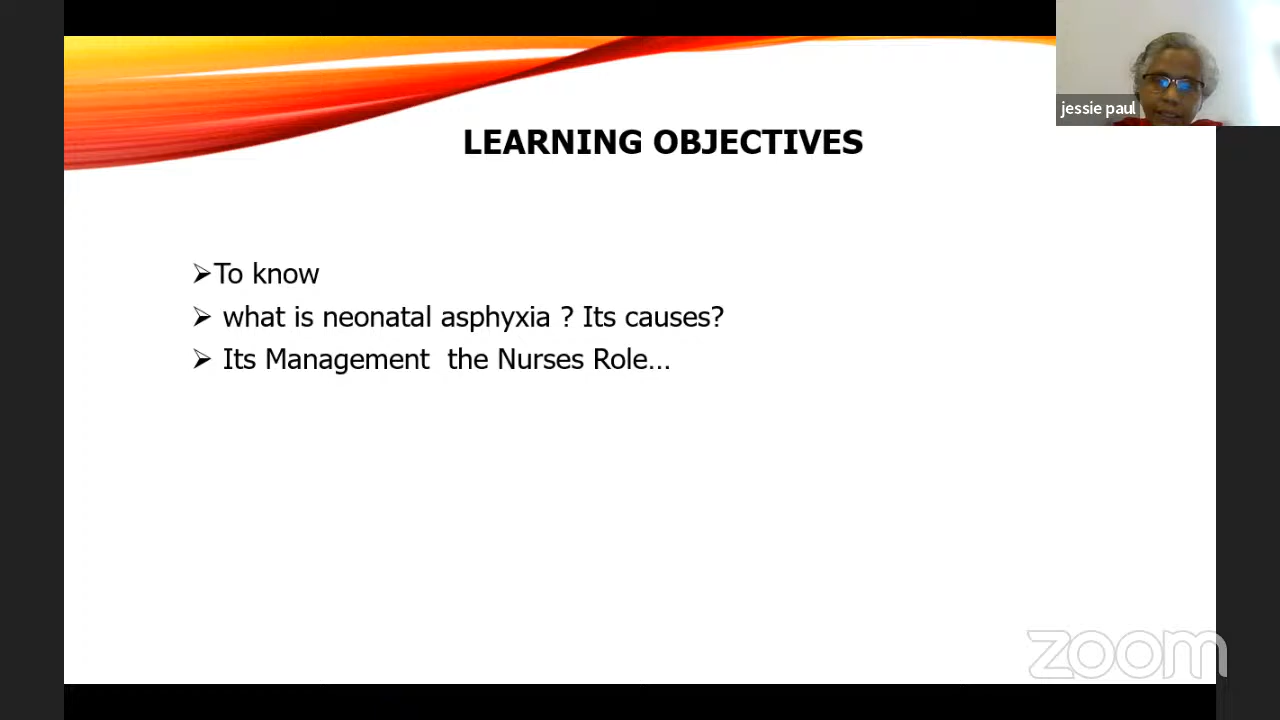 jessie paul
LEARNING OBJECTIVES
➢To know
➢ what is neonatal asphyxia ? Its causes?
➢ Its Management  the Nurses Role…
zoom